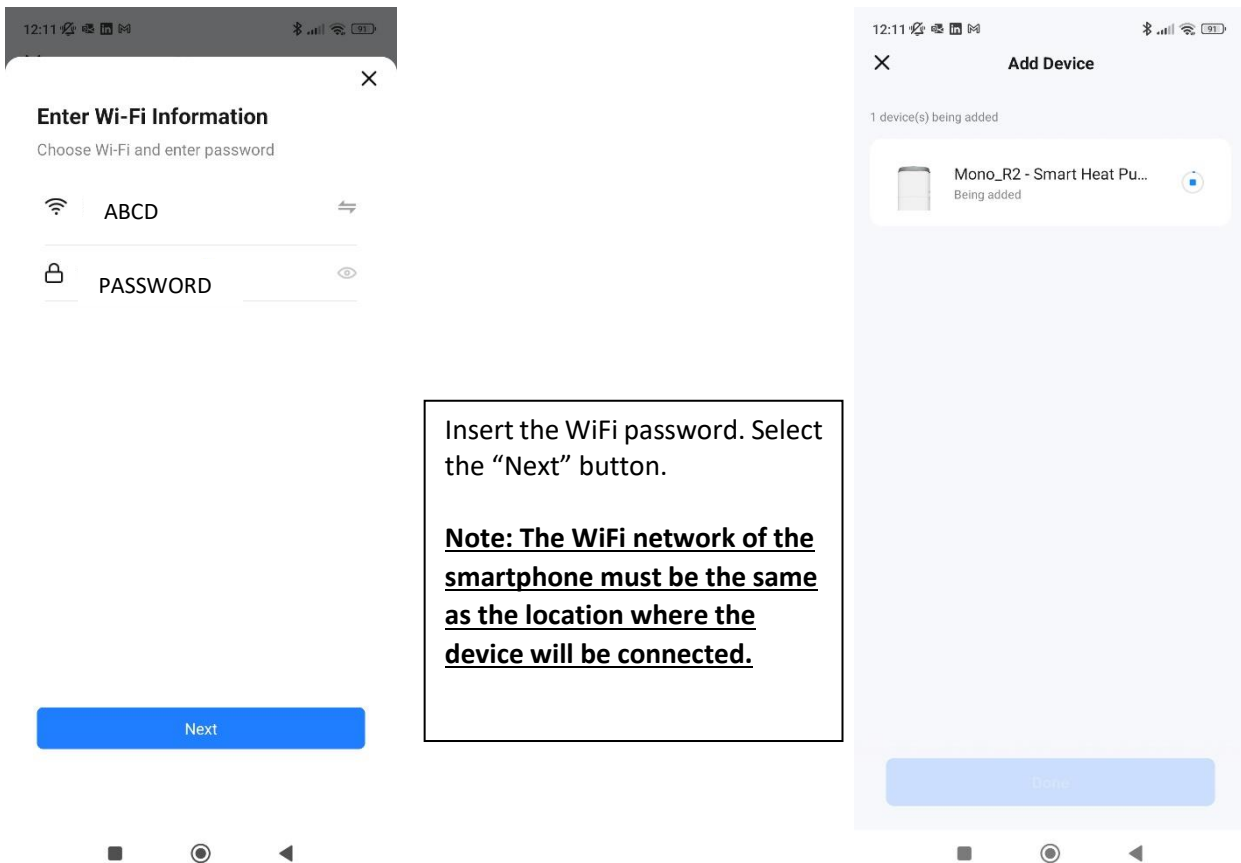 12:11
91
Enter Wi-Fi Information
Choose Wi-Fi and enter password
ABCD
PASSWORD
Next
Insert the WiFi password. Select
the “Next” button.
Note: The WiFi network of the
smartphone must be the same
as the location where the
device will be connected.
12:11
91
Add Device
1 device(s) being added
Mono_R2 - Smart Heat Pu...
Being added
Done